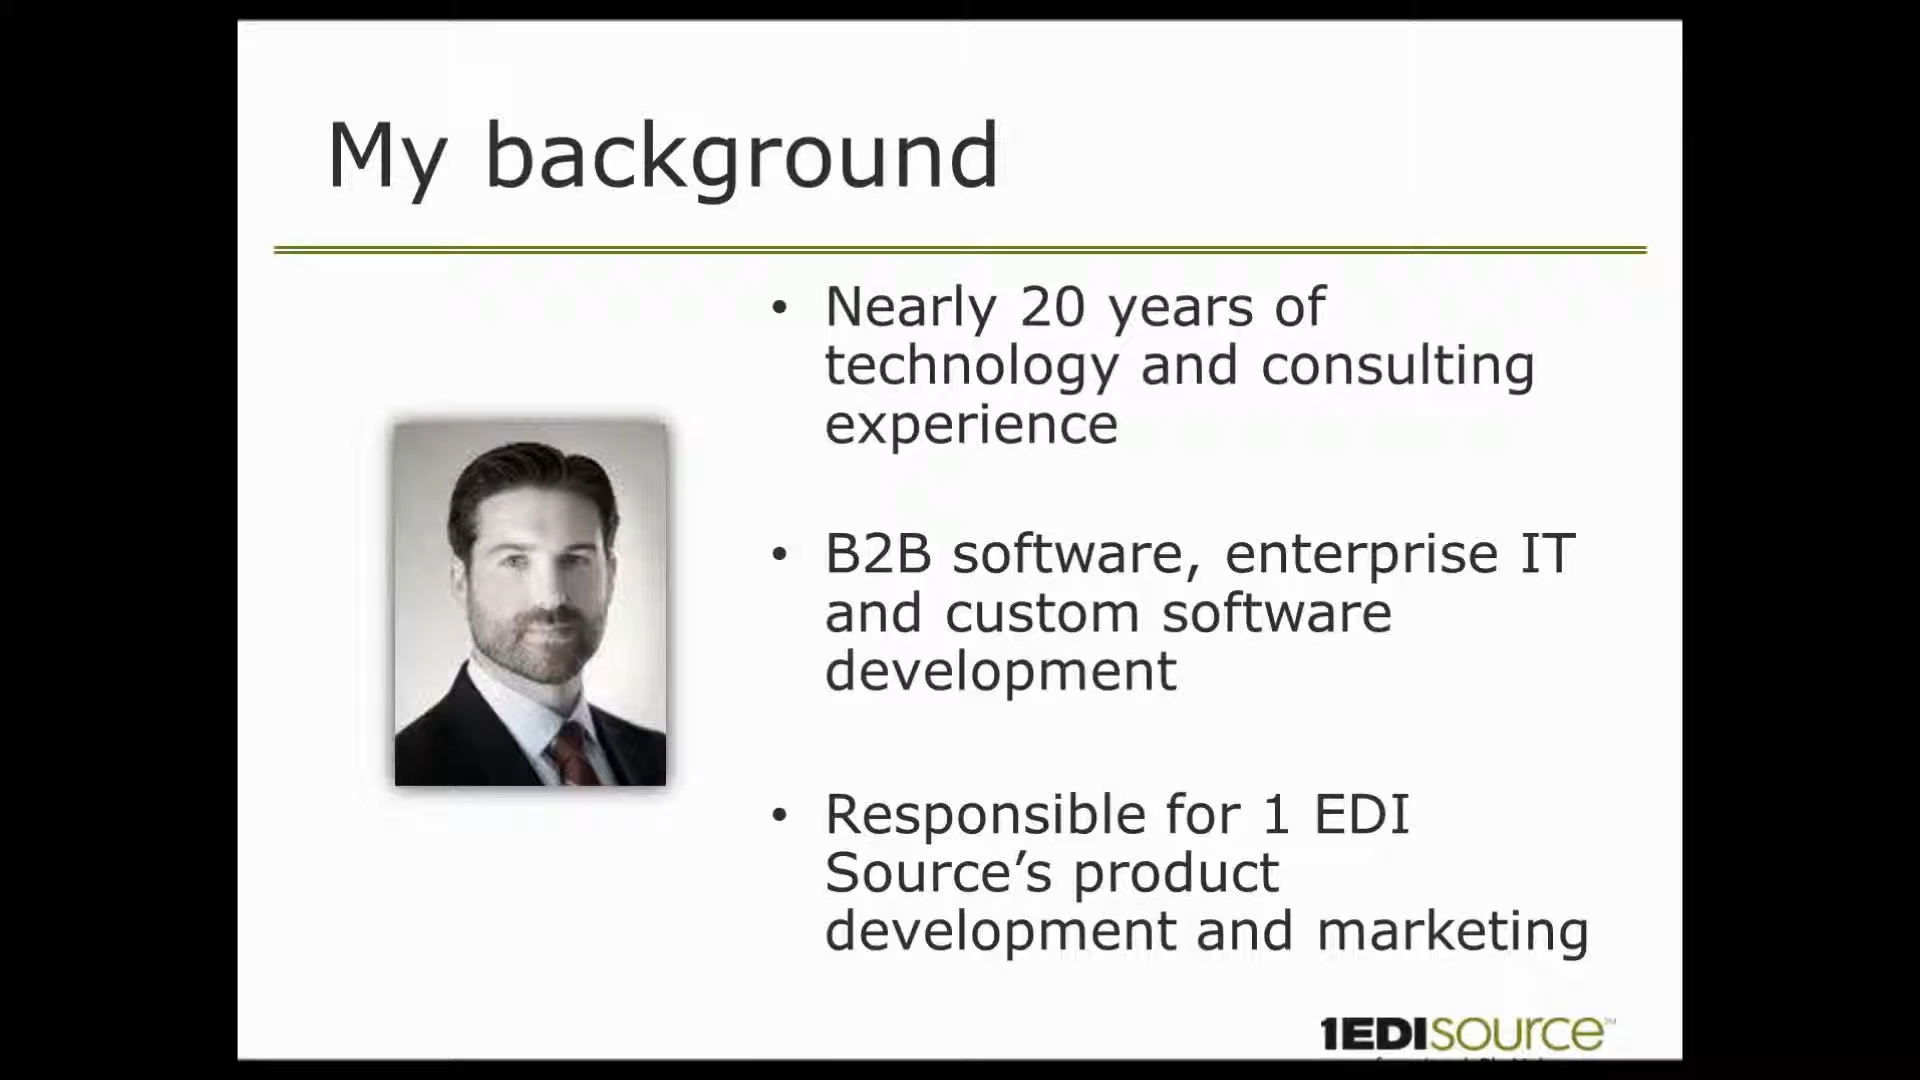 My background
• Nearly 20 years of
technology and consulting
experience
• B2B software, enterprise IT
and custom software
development
• Responsible for 1 EDI
Source’s product
development and marketing
1EDISOURCE™